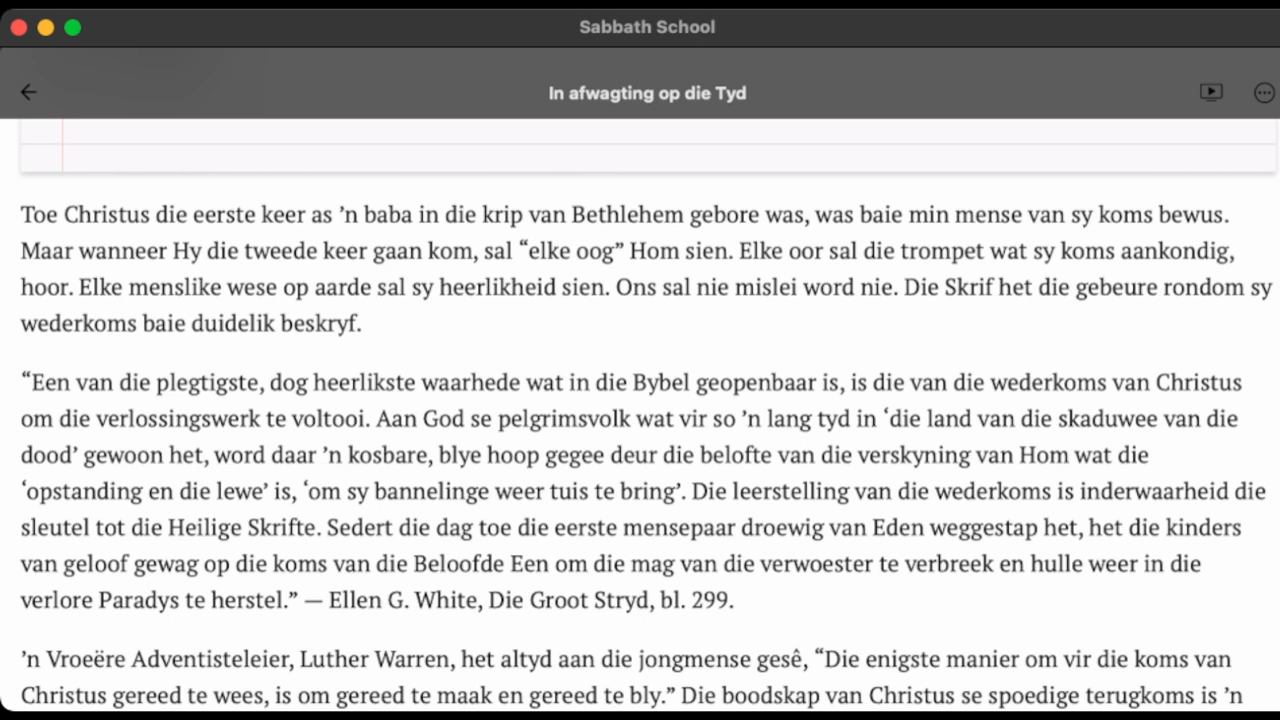 Sabbath School
In afwagting op die Tyd
Toe Christus die eerste keer as ’n baba in die krip van Bethlehem gebore was, was baie min mense van sy koms bewus.
Maar wanneer Hy die tweede keer gaan kom, sal “elke oog” Hom sien. Elke oor sal die trompet wat sy koms aankondig,
hoor. Elke menslike wese op aarde sal sy heerlikheid sien. Ons sal nie mislei word nie. Die Skrif het die gebeure rondom sy
wederkoms baie duidelik beskryf.
“Een van die plegtigste, dog heerlikste waarhede wat in die Bybel geopenbaar is, is die van die wederkoms van Christus
om die verlossingswerk te voltooi. Aan God se pelgrimsvolk wat vir so ’n lang tyd in ‘die land van die skaduwee van die
dood’ gewoon het, word daar ’n kosbare, blye hoop gegee deur die belofte van die verskyning van Hom wat die
‘opstanding en die lewe’ is, ‘om sy bannelinge weer tuis te bring’. Die leerstelling van die wederkoms is inderwaarheid die
sleutel tot die Heilige Skrifte. Sedert die dag toe die eerste mensepaar droewig van Eden weggestap het, het die kinders
van geloof gewag op die koms van die Beloofde Een om die mag van die verwoester te verbreek en hulle weer in die
verlore Paradys te herstel.” — Ellen G. White, Die Groot Stryd, bl. 299.
’n Vroeëre Adventisteleier, Luther Warren, het altyd aan die jongmense gesê, “Die enigste manier om vir die koms van
Christus gereed te wees, is om gereed te maak en gereed te bly.” Die boodskap van Christus se spoedige terugkoms is ’n